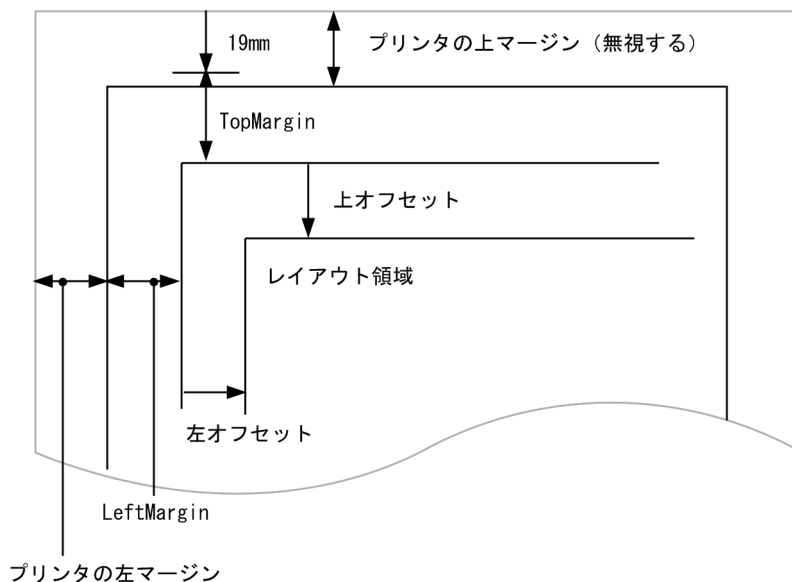 19mm
プリンタの上マージン（無視する）
TopMargin
上オフセット
レイアウト領域
左オフセット
LeftMargin
プリンタの左マージン